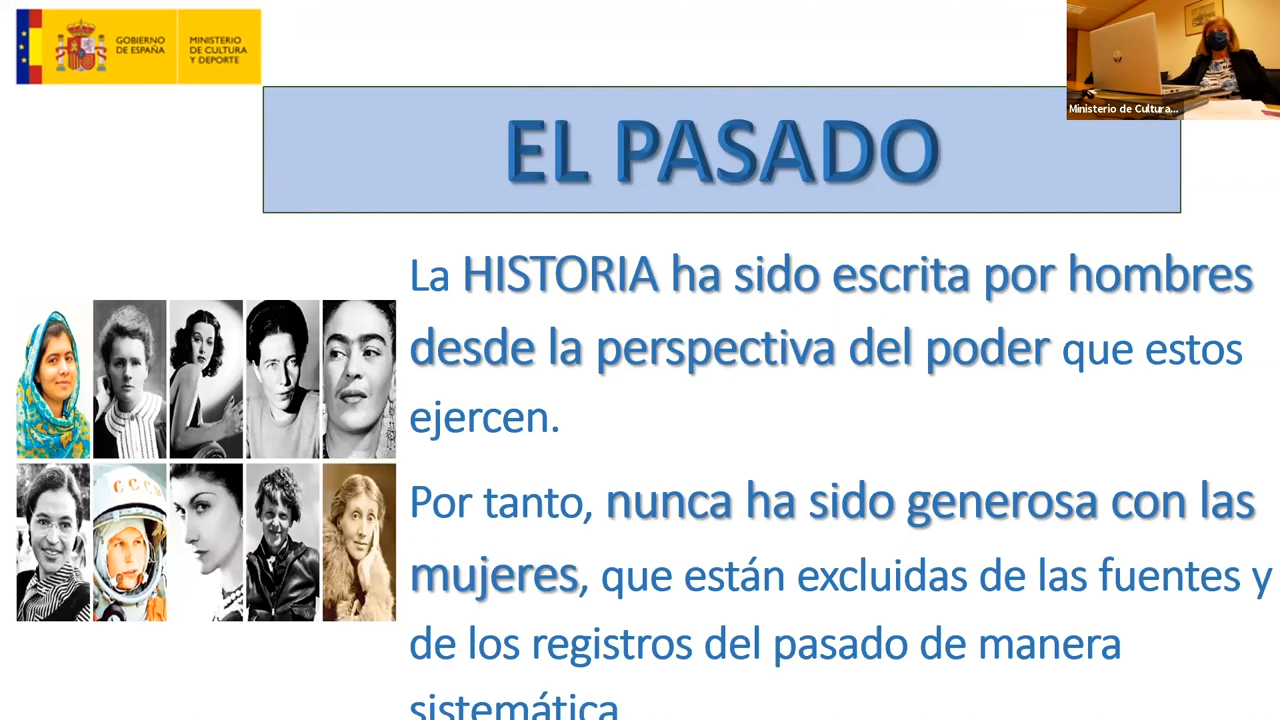 GOBIERNO
DE ESPAÑA
MINISTERIO
DE CULTURA
Y DEPORTE
Ministerio de Cultura...
EL PASADO
La HISTORIA ha sido escrita por hombres
desde la perspectiva del poder que estos
ejercen.
CCCP
Por tanto, nunca ha sido generosa con las
mujeres, que están excluidas de las fuentes y
de los registros del pasado de manera
sistemática